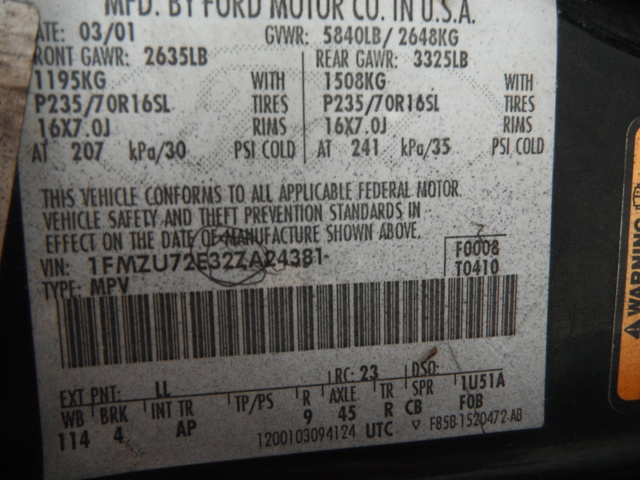 MFD. BY FORD MOTOR CO. IN U.S.A.
DATE: 03/01 GVWR: 5840LB/ 2648KG
FRONT GAWR: 2635LB REAR GAWR: 3325LB
1195KG WITH 1508KG WITH
P235/70R16SL TIRES P235/70R16SL TIRES
16X7.0J RIMS 16X7.0J RIMS
AT 207 kPa/30 PSI COLD AT 241 kPa/35 PSI COLD
THIS VEHICLE CONFORMS TO ALL APPLICABLE FEDERAL MOTOR
VEHICLE SAFETY AND THEFT PREVENTION STANDARDS IN
EFFECT ON THE DATE OF MANUFACTURE SHOWN ABOVE.
VIN: 1FMZU72E32ZA24381 F0008
TYPE: MPV T0410
EXT PNT: LL RC: 23 DSO:
WB BRK INT TR TP/PS R AXLE TR SPR 1U51A
114 4 AP 9 45 R CB F0B
1200103094124 UTC ▽ F85B-1520472-AB
WARNING